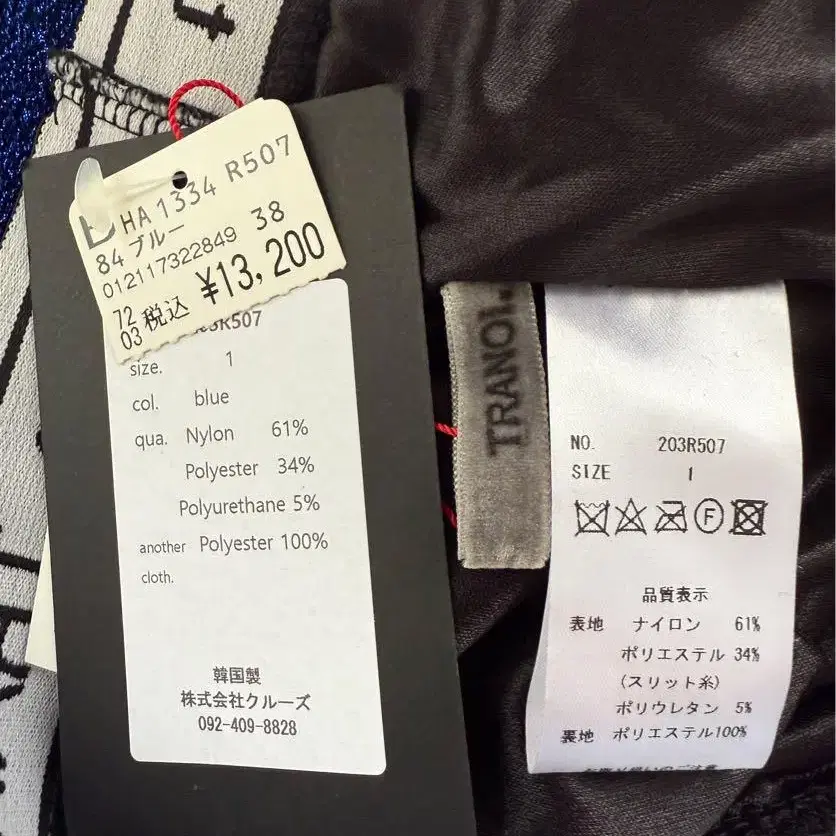 HA 1334 R507
84 ブルー
012117322849 38
72
03 税込 ¥13,200
R507
size. 1
col. blue
qua. Nylon 61%
Polyester 34%
Polyurethane 5%
another Polyester 100%
cloth.
韓国製
株式会社クルーズ
092-409-8828
TRANOI.
NO. 203R507
SIZE 1
F
品質表示
表地 ナイロン 61%
ポリエステル 34%
(スリット糸)
ポリウレタン 5%
裏地 ポリエステル100%